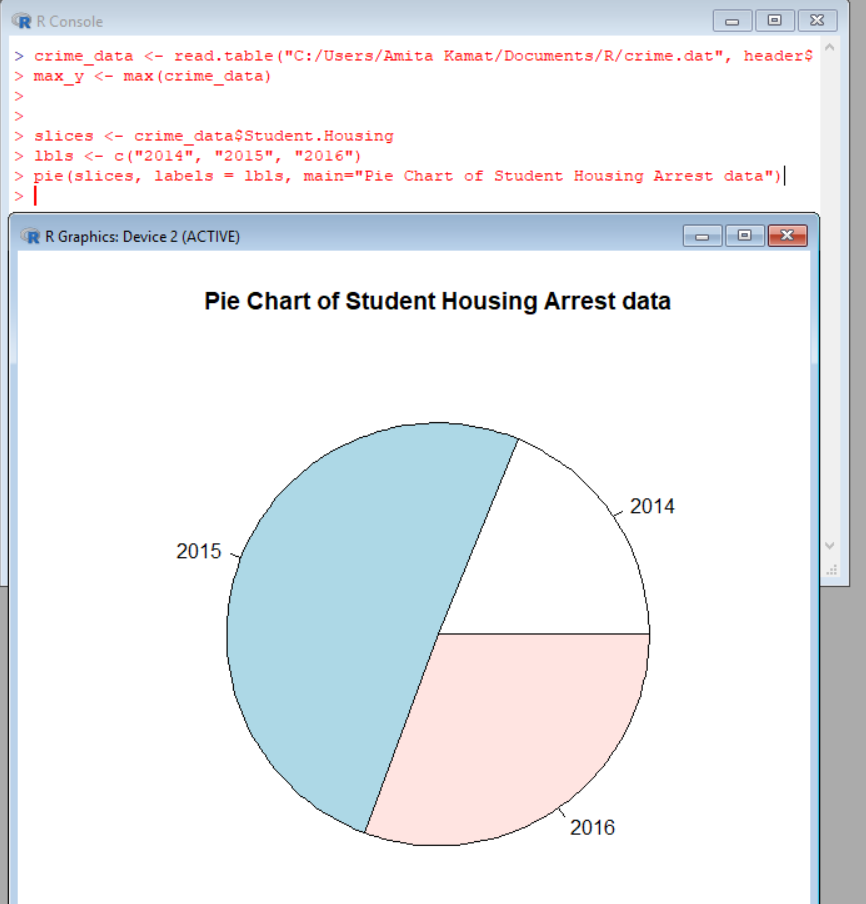 R Console
> crime_data <- read.table("C:/Users/Amita Kamat/Documents/R/crime.dat", header$
> max_y <- max(crime_data)
>
>
> slices <- crime_data$Student.Housing
> lbls <- c("2014", "2015", "2016")
> pie(slices, labels = lbls, main="Pie Chart of Student Housing Arrest data")
>
R Graphics: Device 2 (ACTIVE)
Pie Chart of Student Housing Arrest data
2014
2015
2016